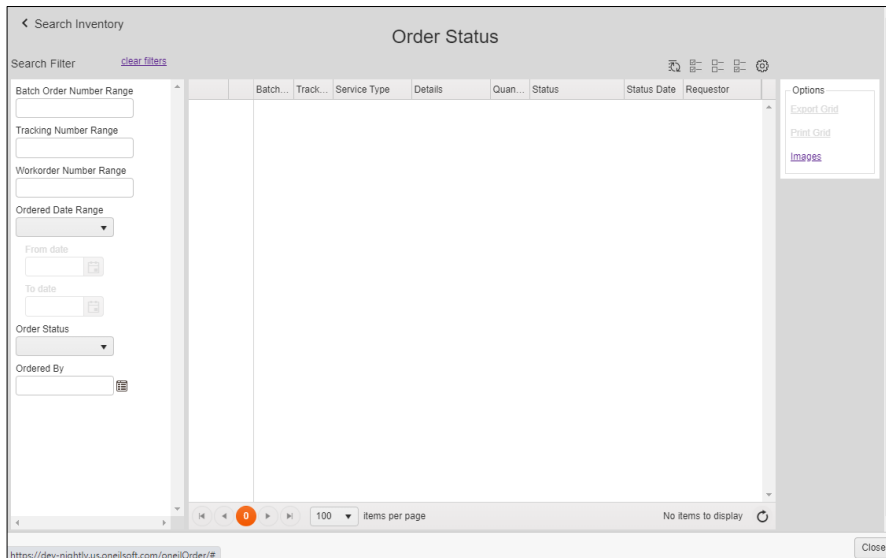 Search Inventory
Order Status
Search Filter
clear filters
Batch Order Number Range
Tracking Number Range
Workorder Number Range
Ordered Date Range
From date
To date
Order Status
Ordered By
Batch... Track... Service Type Details Quan... Status Status Date Requestor
0 100 items per page No items to display
Options
Export Grid
Print Grid
Images
Close
https://dev-nightly.us.oneilsoft.com/oneilOrder/#